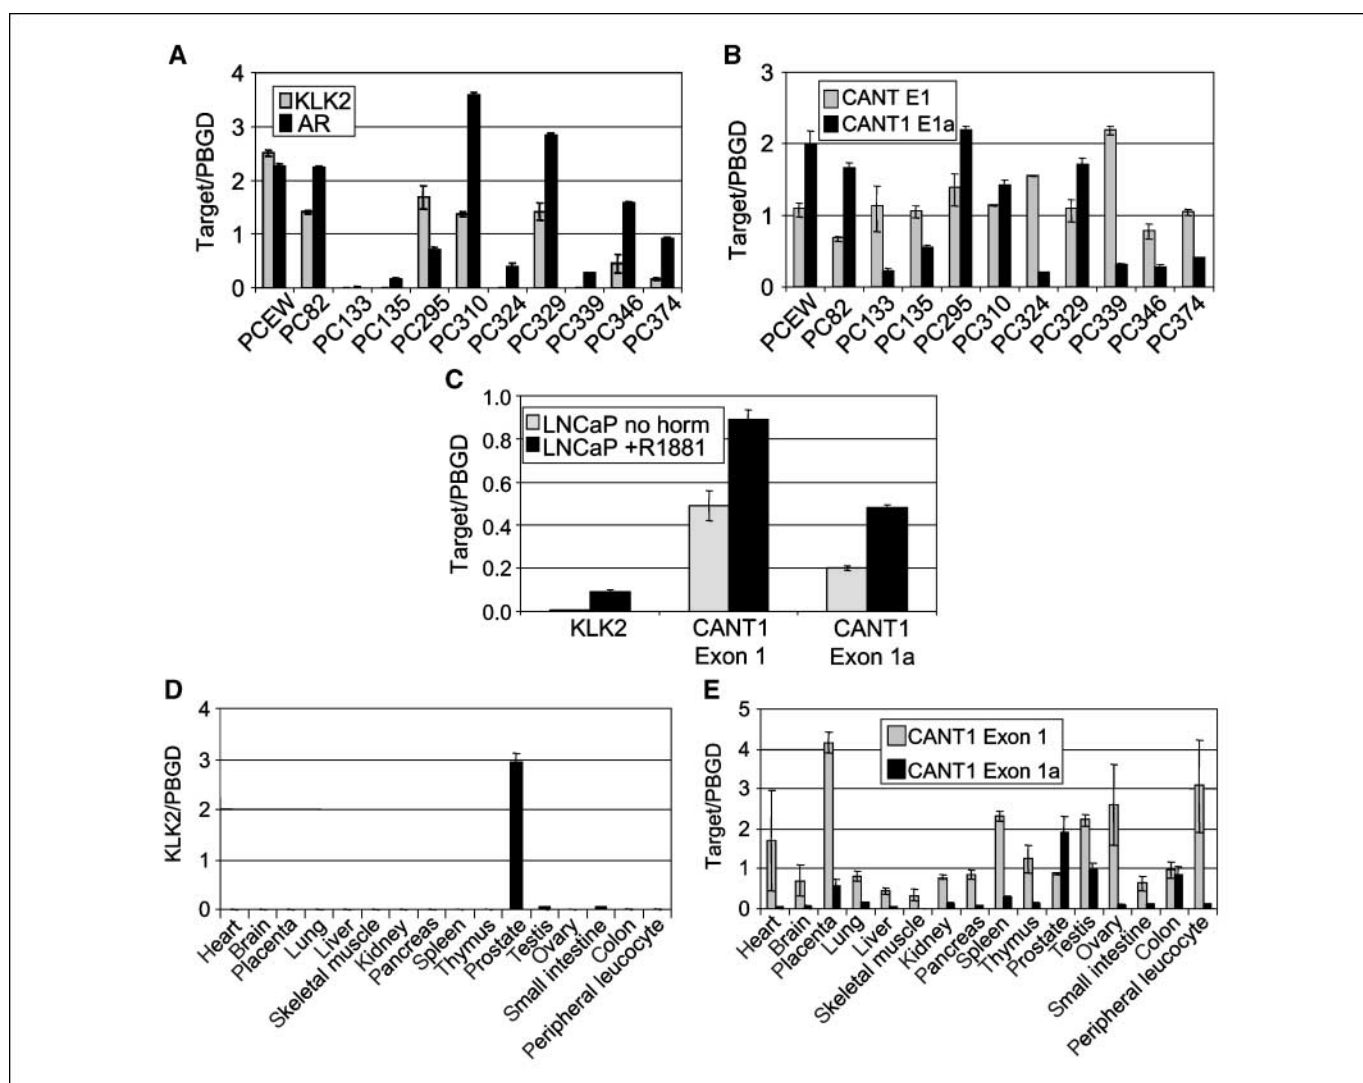 A
Target/PBGD
4
3
2
1
0
KLK2
AR
PCEW
PC82
PC133
PC135
PC295
PC310
PC324
PC329
PC339
PC346
PC374
B
Target/PBGD
3
2
1
0
CANT E1
CANT1 E1a
PCEW
PC82
PC133
PC135
PC295
PC310
PC324
PC329
PC339
PC346
PC374
C
Target/PBGD
1.0
0.8
0.6
0.4
0.2
0.0
LNCaP no horm
LNCaP +R1881
KLK2
CANT1
Exon 1
CANT1
Exon 1a
D
KLK2/PBGD
4
3
2
1
0
Heart
Brain
Placenta
Lung
Liver
Skeletal muscle
Kidney
Pancreas
Spleen
Thymus
Prostate
Testis
Ovary
Small intestine
Colon
Peripheral leucocyte
E
Target/PBGD
5
4
3
2
1
0
CANT1 Exon 1
CANT1 Exon 1a
Heart
Brain
Placenta
Lung
Liver
Skeletal muscle
Kidney
Pancreas
Spleen
Thymus
Prostate
Testis
Ovary
Small intestine
Colon
Peripheral leucocyte